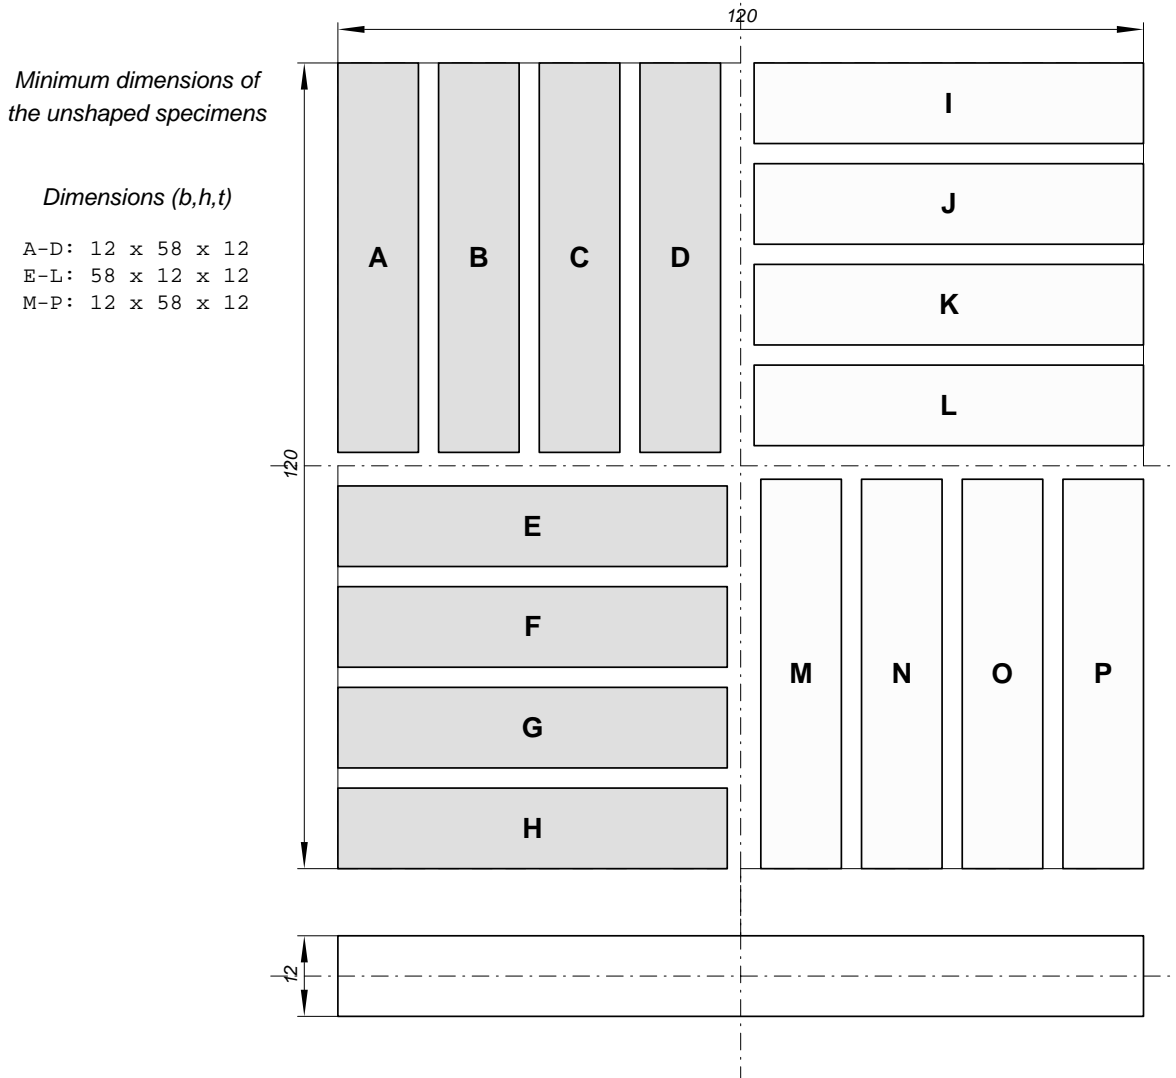 120
Minimum dimensions of
the unshaped specimens
Dimensions (b,h,t)
A-D: 12 x 58 x 12
E-L: 58 x 12 x 12
M-P: 12 x 58 x 12
A
B
C
D
I
J
K
L
120
E
F
G
H
M
N
O
P
12